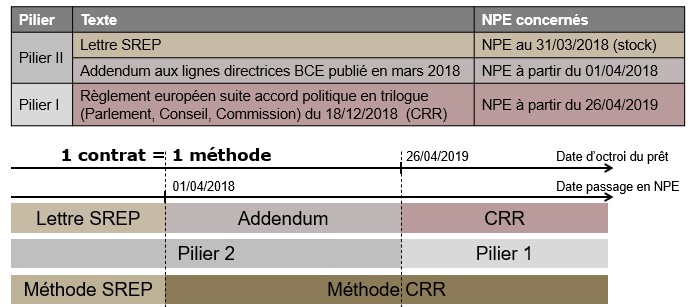 Pilier Texte NPE concernés
Pilier II
Lettre SREP NPE au 31/03/2018 (stock)
Addendum aux lignes directrices BCE publié en mars 2018 NPE à partir du 01/04/2018
Pilier I
Règlement européen suite accord politique en trilogue
(Parlement, Conseil, Commission) du 18/12/2018 (CRR)
NPE à partir du 26/04/2019
1 contrat = 1 méthode
26/04/2019 Date d'octroi du prêt
01/04/2018 Date passage en NPE
Lettre SREP Addendum CRR
Pilier 2 Pilier 1
Méthode SREP Méthode CRR